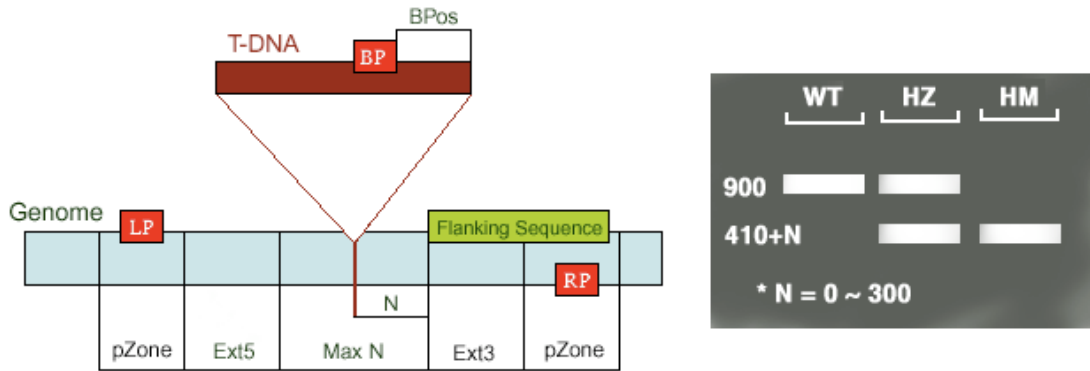 BPos
T-DNA
BP
Genome
LP
Flanking Sequence
RP
N
pZone Ext5 Max N Ext3 pZone
WT HZ HM
900
410+N
* N = 0 ~ 300